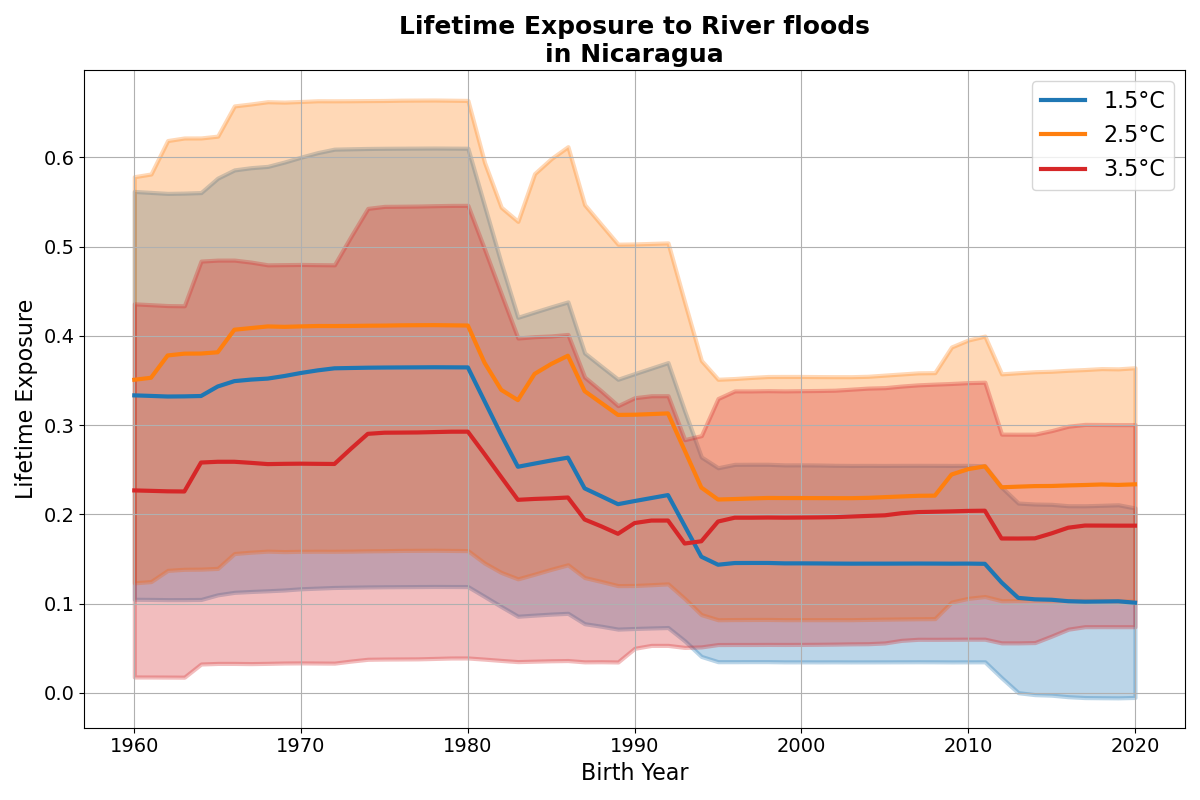 Lifetime Exposure to River floods
in Nicaragua
1.5°C
2.5°C
3.5°C
Lifetime Exposure
0.6
0.5
0.4
0.3
0.2
0.1
0.0
1960
1970
1980
1990
2000
2010
2020
Birth Year